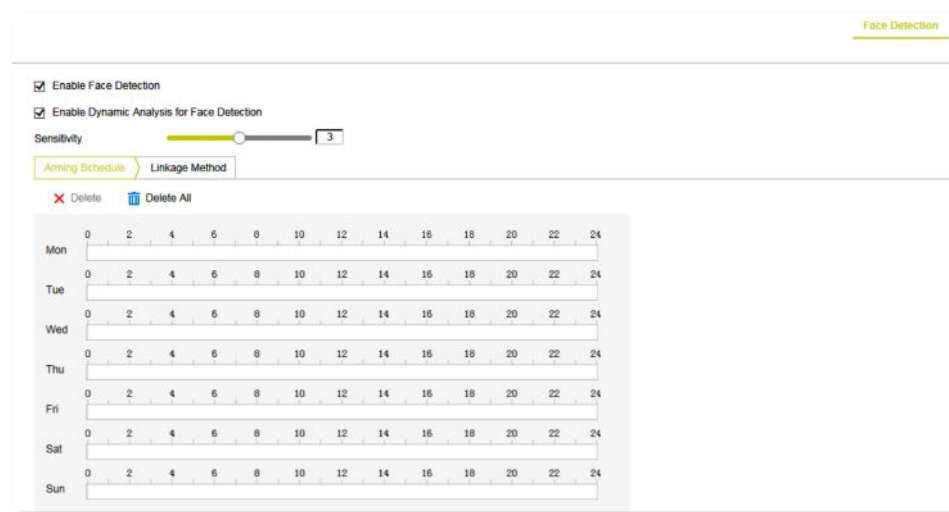 Face Detection
Enable Face Detection
Enable Dynamic Analysis for Face Detection
Sensitivity 3
Arming Schedule Linkage Method
Delete Delete All
0 2 4 6 8 10 12 14 16 18 20 22 24
Mon
0 2 4 6 8 10 12 14 16 18 20 22 24
Tue
0 2 4 6 8 10 12 14 16 18 20 22 24
Wed
0 2 4 6 8 10 12 14 16 18 20 22 24
Thu
0 2 4 6 8 10 12 14 16 18 20 22 24
Fri
0 2 4 6 8 10 12 14 16 18 20 22 24
Sat
0 2 4 6 8 10 12 14 16 18 20 22 24
Sun